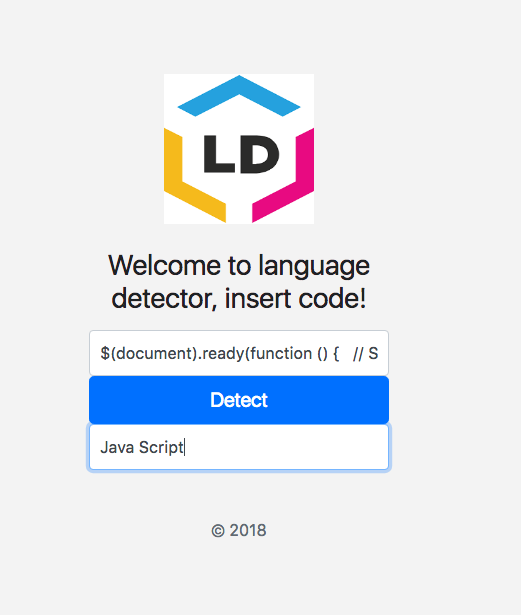 LD
Welcome to language
detector, insert code!
$(document).ready(function () {   // S
Detect
Java Script
© 2018